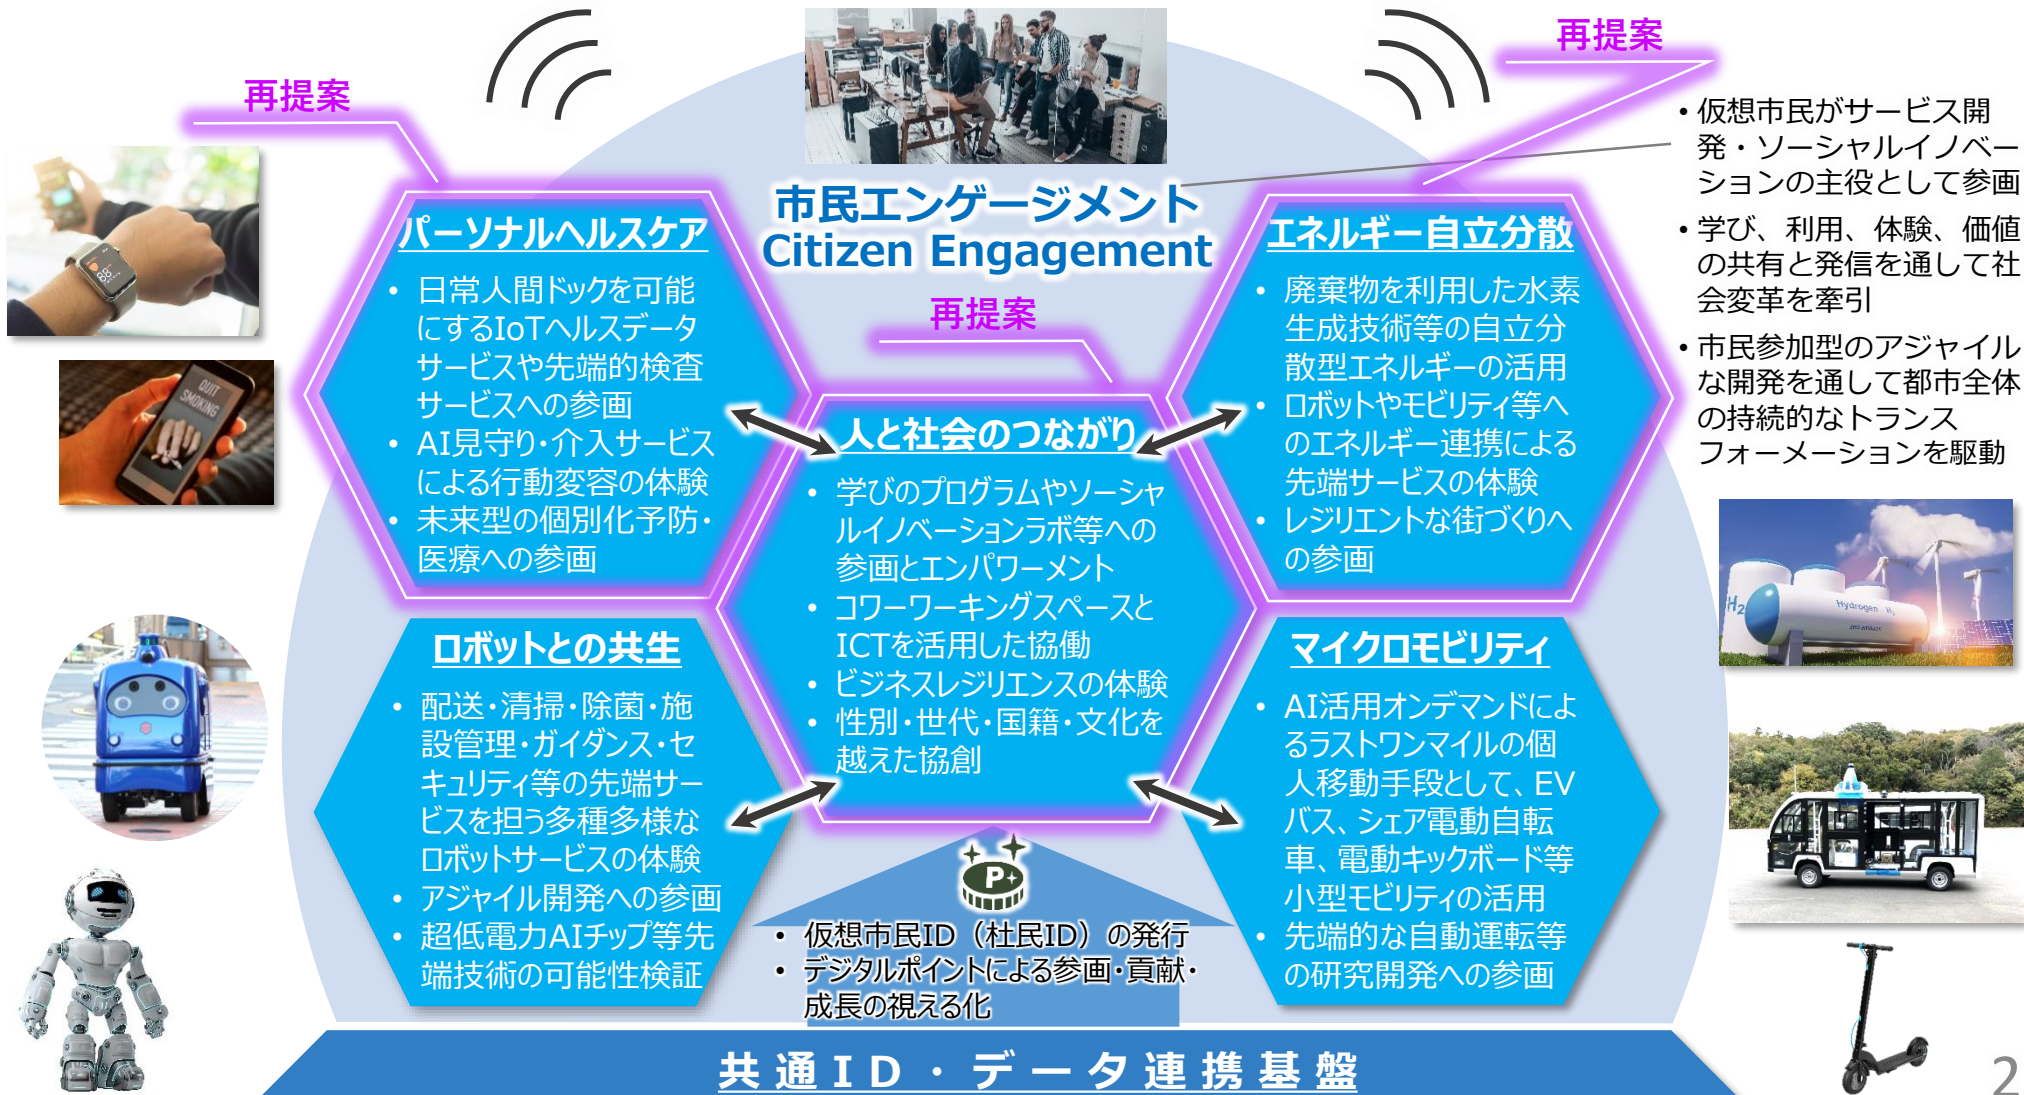 再提案
再提案
市民エンゲージメント
Citizen Engagement
・仮想市民がサービス開
発・ソーシャルイノベー
ションの主役として参画
・学び、利用、体験、価値
の共有と発信を通して社
会変革を牽引
・市民参加型のアジャイル
な開発を通して都市全体
の持続的なトランス
フォーメーションを駆動
パーソナルヘルスケア
・日常人間ドックを可能
にするIoTヘルスデータ
サービスや先端的検査
サービスへの参画
・AI見守り・介入サービス
による行動変容の体験
・未来型の個別化予防・
医療への参画
再提案
人と社会のつながり
・学びのプログラムやソーシャ
ルイノベーションラボ等への
参画とエンパワーメント
・コワーワーキングスペースと
ICTを活用した協働
・ビジネスレジリエンスの体験
・性別・世代・国籍・文化を
越えた協創
エネルギー自立分散
・廃棄物を利用した水素
生成技術等の自立分
散型エネルギーの活用
・ロボットやモビリティ等へ
のエネルギー連携による
先端サービスの体験
・レジリエントな街づくりへ
の参画
QUIT
SMOKING
H2
Hydrogen H2
ロボットとの共生
・配送・清掃・除菌・施
設管理・ガイダンス・セ
キュリティ等の先端サー
ビスを担う多種多様な
ロボットサービスの体験
・アジャイル開発への参画
・超低電力AIチップ等先
端技術の可能性検証
マイクロモビリティ
・AI活用オンデマンドによ
るラストワンマイルの個
人移動手段として、EV
バス、シェア電動自転
車、電動キックボード等
小型モビリティの活用
・先端的な自動運転等
の研究開発への参画
P+
・仮想市民ID（杜民ID）の発行
・デジタルポイントによる参画・貢献・
成長の視える化
共通ID・データ連携基盤
2